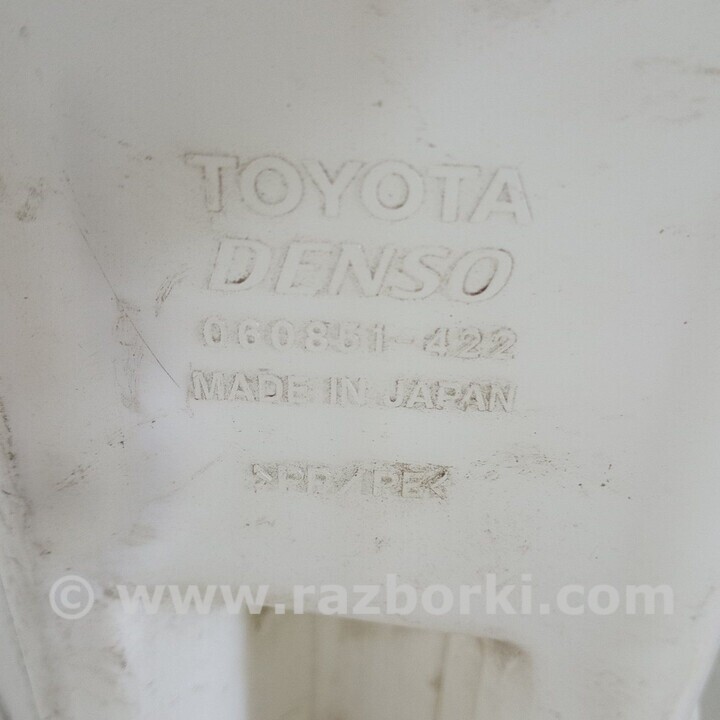 TOYOTA
DENSO
060851-422
MADE IN JAPAN
>PP/PE<
© www.razborki.com